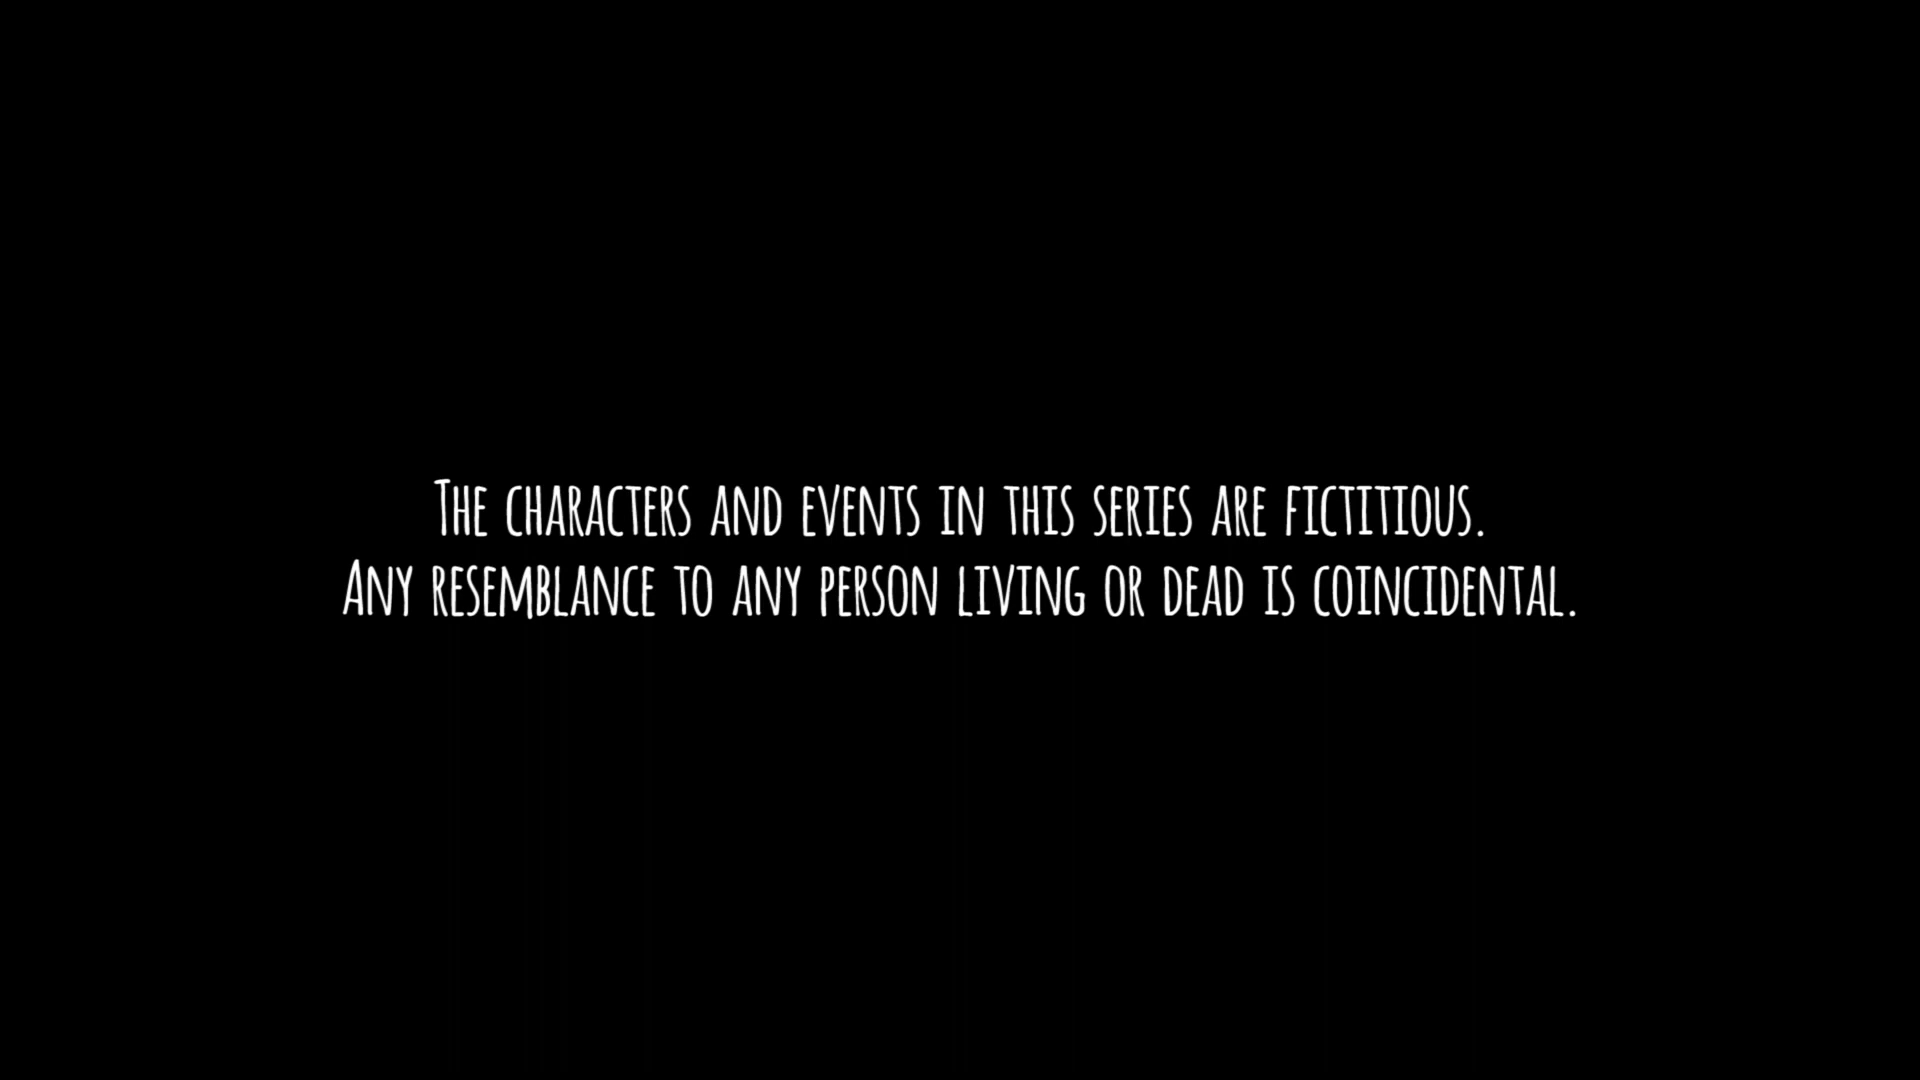 The characters and events in this series are fictitious.
Any resemblance to any person living or dead is coincidental.